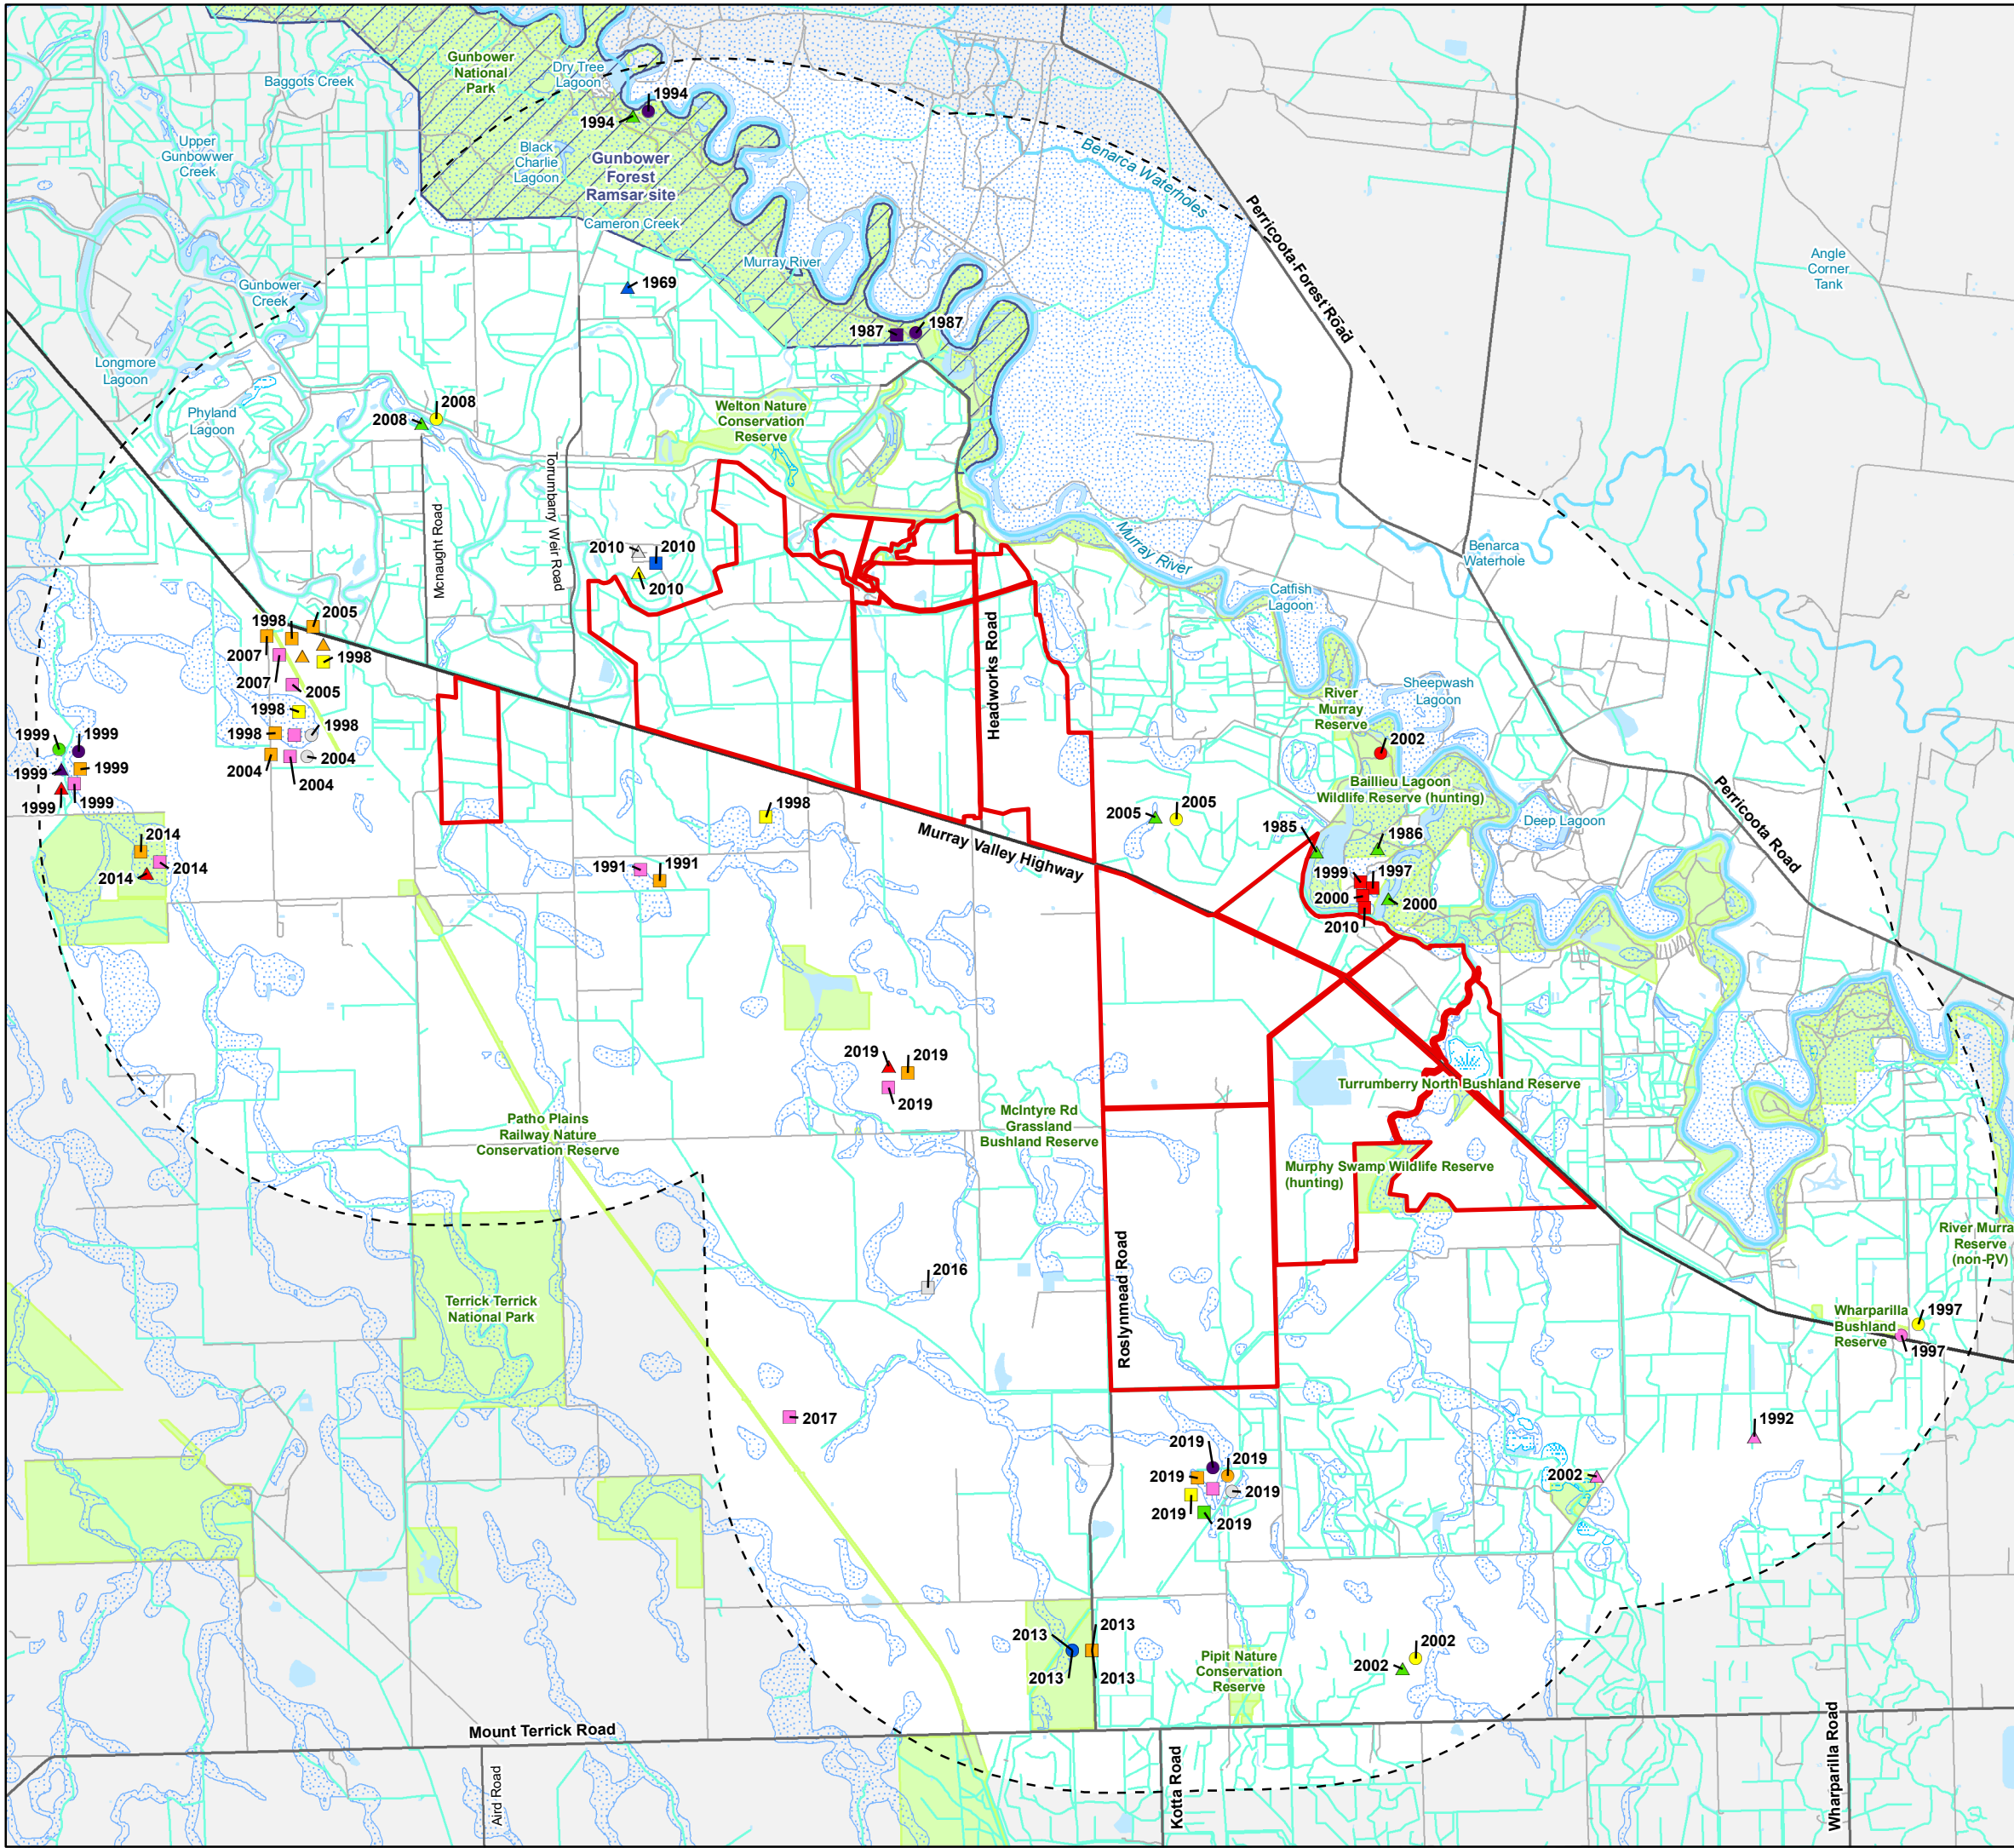 Gunbower
National
Park
Dry Tree
Lagoon
Baggots Creek
1994
1994
Upper
Gunbowwer
Creek
Black
Charlie
Lagoon
Gunbower
Forest
Ramsar site
Cameron Creek
Benarca Waterholes
Perricoota Forest Road
Murray River
Angle
Corner
Tank
Gunbower
Creek
1969
1987
1987
Longmore
Lagoon
Phyland
Lagoon
2008
2008
Welton Nature
Conservation
Reserve
Mcnaught Road
Torrumbarry Weir Road
2010
2010
2010
Murray River
Benarca
Waterhole
Catfish
Lagoon
Headworks Road
1998
2005
2007
1998
2007
2005
1998
1998
1998
2004
2004
1999
1999
1999
1999
1999
1999
River
Murray
Reserve
Sheepwash
Lagoon
2002
Baillieu Lagoon
Wildlife Reserve (hunting)
Deep Lagoon
Perricoota Road
2014
2014
2014
1998
1991
1991
Murray Valley Highway
2005
2005
1985
1986
1999
1997
2000
2000
2010
2019
2019
2019
Turrumberry North Bushland Reserve
McIntyre Rd
Grassland
Bushland Reserve
Patho Plains
Railway Nature
Conservation Reserve
Murphy Swamp Wildlife Reserve
(hunting)
River Murra
Reserve
(non-PV)
Roslynmead Road
2016
Terrick Terrick
National Park
Wharparilla
Bushland
Reserve
1997
1997
2017
1992
2019
2019
2019
2019
2019
2019
2002
2013
2013
2013
2013
Pipit Nature
Conservation
Reserve
2002
2002
Mount Terrick Road
Aird Road
Kotta Road
Wharparilla Road